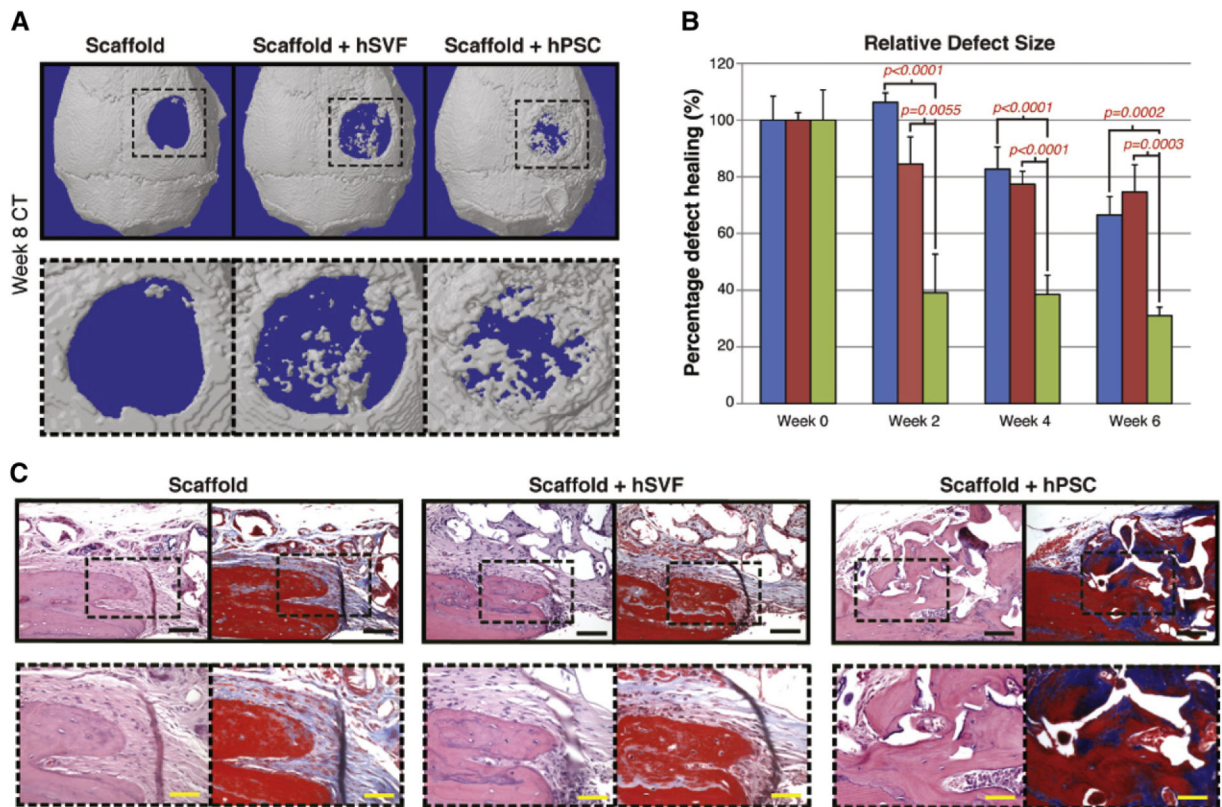 A
Scaffold
Scaffold + hSVF
Scaffold + hPSC
Week 8 CT
B
Relative Defect Size
Percentage defect healing (%)
120
100
80
60
40
20
0
p<0.0001
p=0.0055
p<0.0001
p<0.0001
p=0.0002
p=0.0003
Week 0
Week 2
Week 4
Week 6
C
Scaffold
Scaffold + hSVF
Scaffold + hPSC